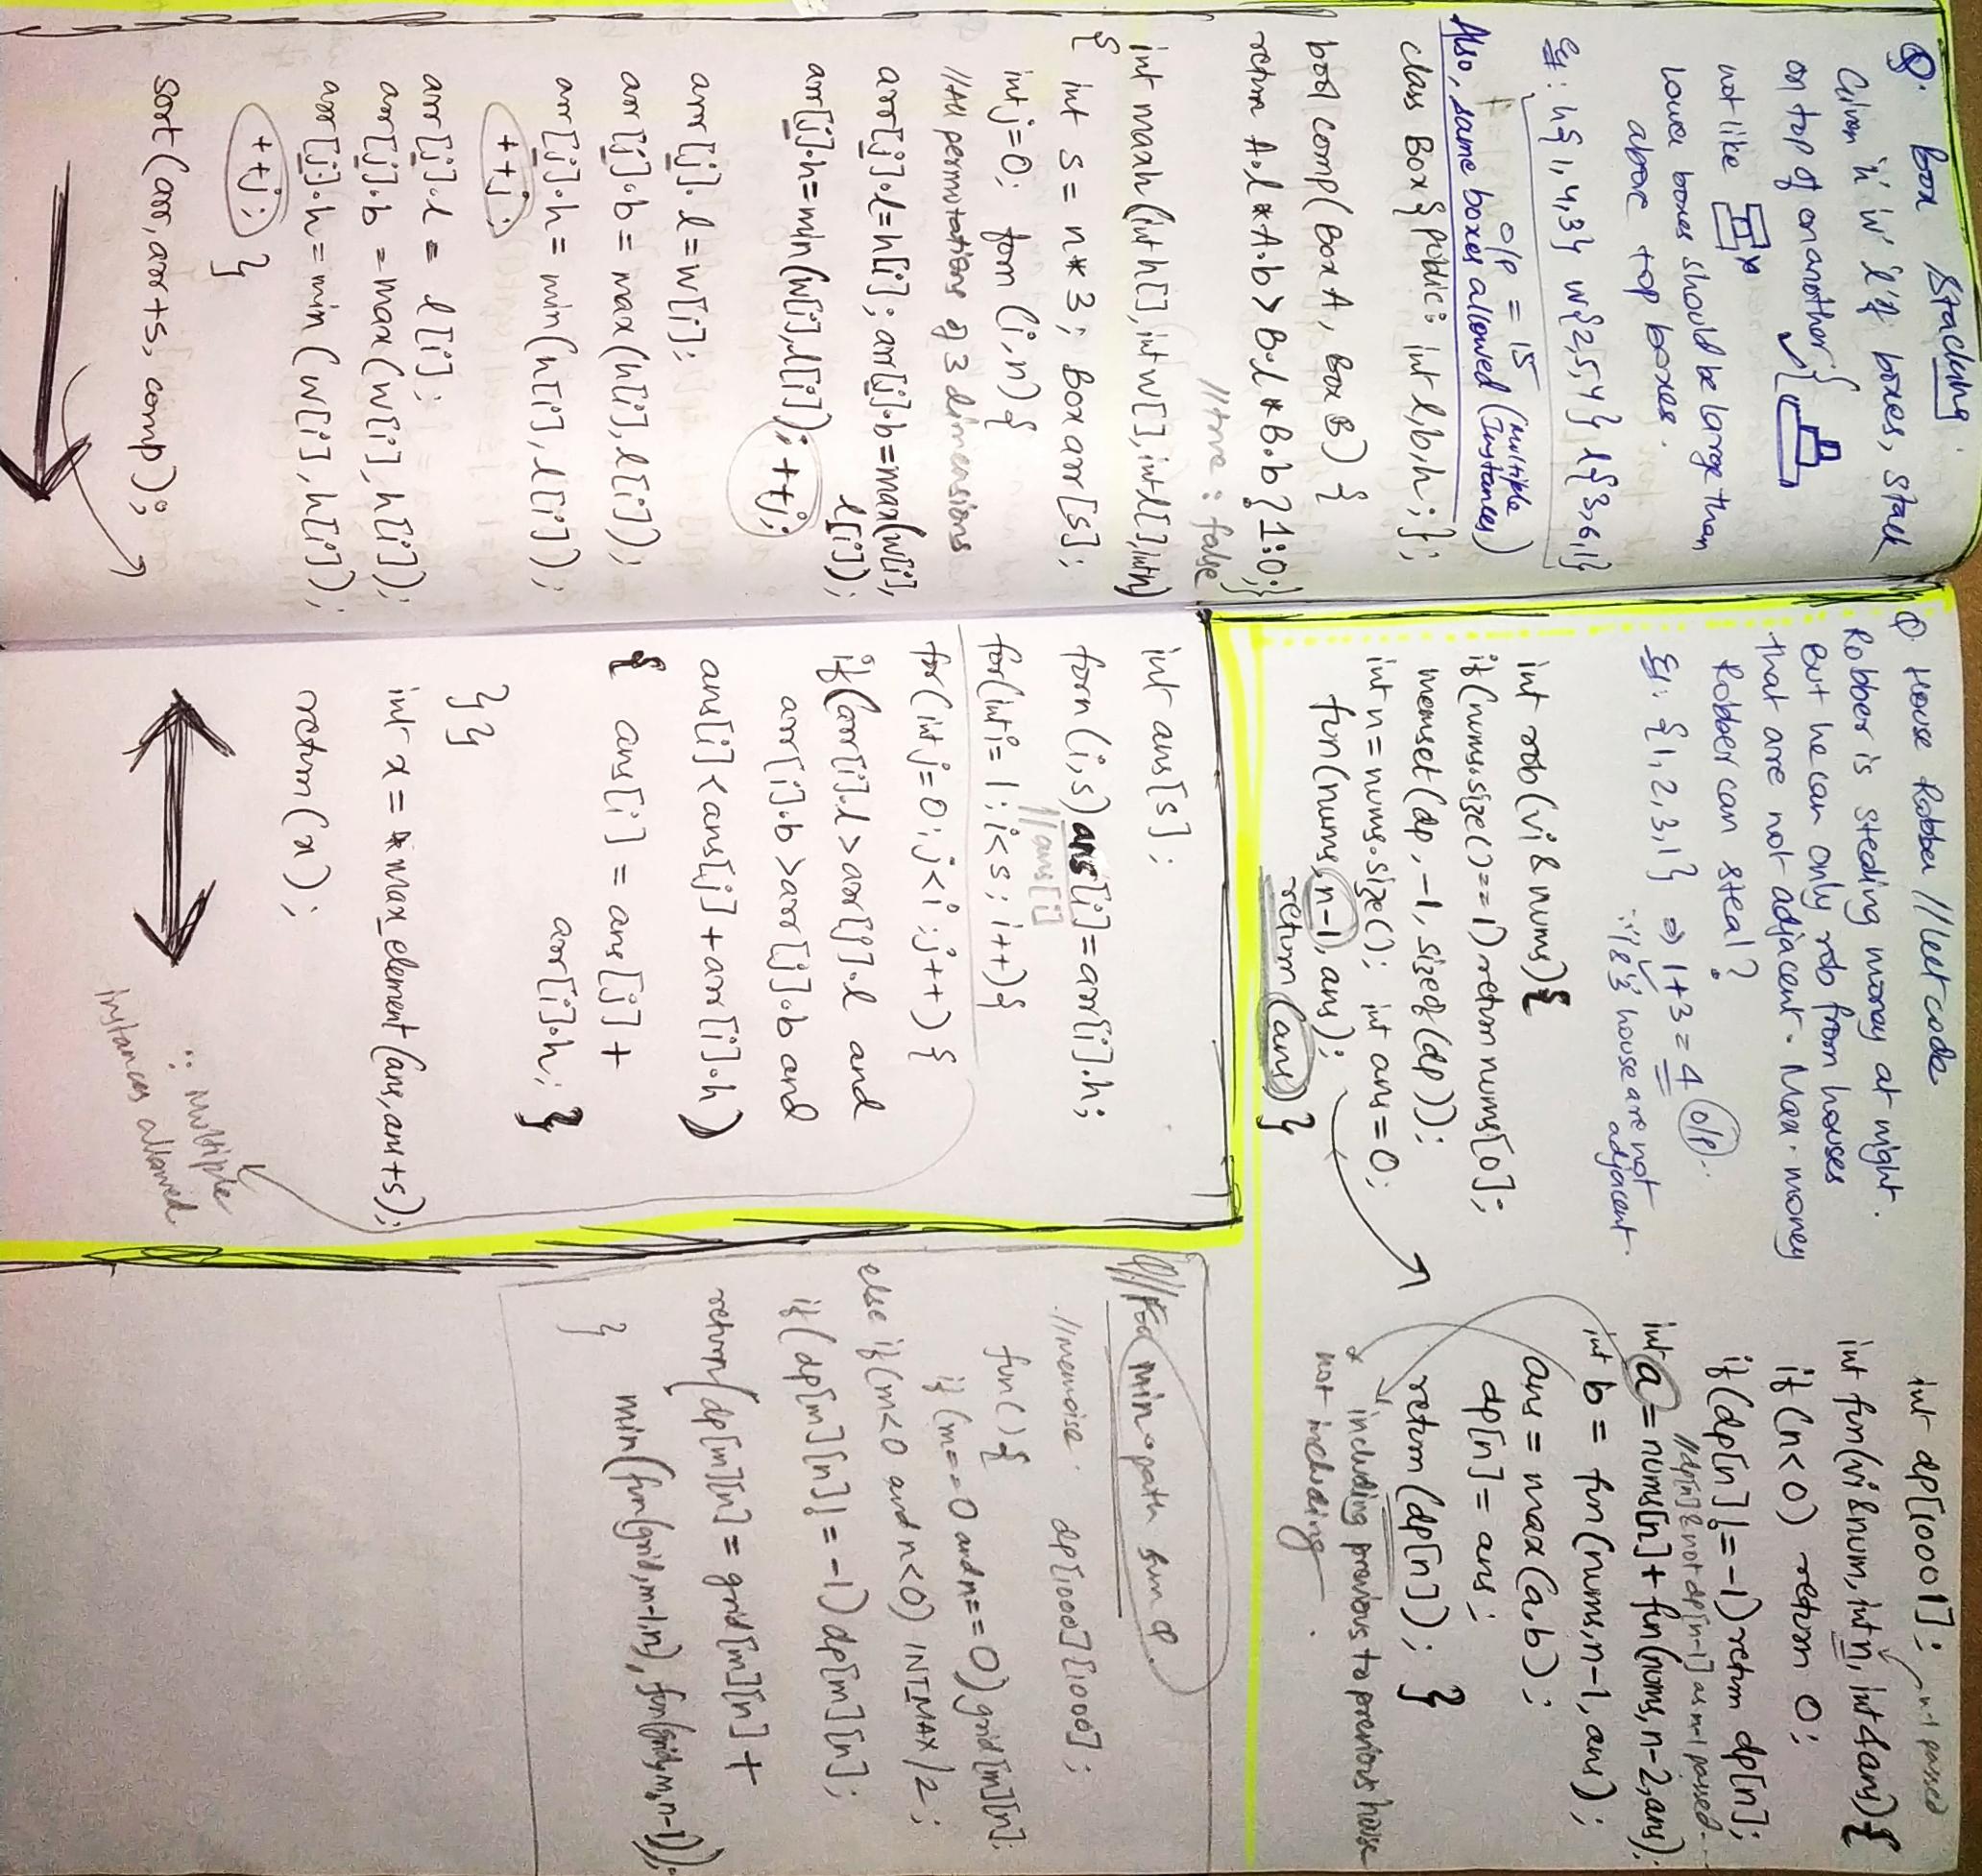 Q. Box Stacking.
Given 'h' 'w' 'l' of boxes, stack
on top of onanother.
not like
Lower boxes should be large than
above top boxes.
Eg: h{1,4,3} w{2,5,4} l{3,6,1}
o/p = 15
(Multiple
Also, same boxes allowed Instances)
class Box { public: int l,b,h; };
bool comp(Box A, Box B) {
return A.l * A.b > B.l * B.b ? 1:0;}
//true : false
int maxh (int h[], int w[], int l[], int n)
{ int s = n*3; Box arr[s];
int j=0; forn (i,n) {
//All permutations of 3 dimensions
arr[j].l=h[i]; arr[j].b=max(w[i],
l[i]);
arr[j].h=min(w[i],l[i]); ++j;
arr[j].l=w[i];
arr[j].b = max(h[i],l[i]);
arr[j].h = min(h[i],l[i]);
++j;
arr[j].l = l[i];
arr[j].b = max(w[i],h[i]);
arr[j].h = min(w[i],h[i]);
++j; }
sort(arr,arr+s, comp);
int ans[s];
forn (i,s) ans[i]=arr[i].h;
//ans[i]
for(int i= 1; i<s; i++){
for(int j=0; j<i; j++) {
if(arr[i].l>arr[j].l and
arr[i].b >arr[j].b and
ans[i]<ans[j]+arr[i].h)
{ ans[i] = ans[j] +
arr[i].h; }
} }
int x = *max_element(ans,ans+s);
return(x);
∵ Multiple
instances allowed
Q. House Robber //leetcode
Robber is stealing money at night.
But he can only rob from houses
that are not adjacent. Max. money
Robber can steal?
Eg: {1,2,3,1} ⇒ 1+3 = 4 o/p..
∵ '1 & 3' house are not
adjacent.
int rob(vi & nums){
if(nums.size()==1) return nums[0];
memset(dp,-1, sizeof(dp));
int n = nums.size(); int ans=0;
fun(nums, n-1, ans);
return (ans) }
int dp[10001];
n-1 passed
int fun(vi &num, int n, int &ans){
if (n<0) return 0;
if(dp[n]!=-1) return dp[n];
//dp[n] & not dp[n-1] as n-1 passed...
int a = nums[n]+ fun(nums, n-2,ans);
int b = fun(nums,n-1, ans);
ans = max(a,b);
dp[n]= ans;
return(dp[n]); }
including previous to previous house
not including.
Min path sum Q.
//memoise. dp[1000][1000];
fun(){
if (m==0 and n==0) grid[m][n];
else if(m<0 and n<0) INT_MAX/2;
if(dp[m][n]!=-1) dp[m][n];
return(dp[m][n] = grid[m][n] +
min(fun(grid,m-1,n), fun(grid,m,n-1));
}